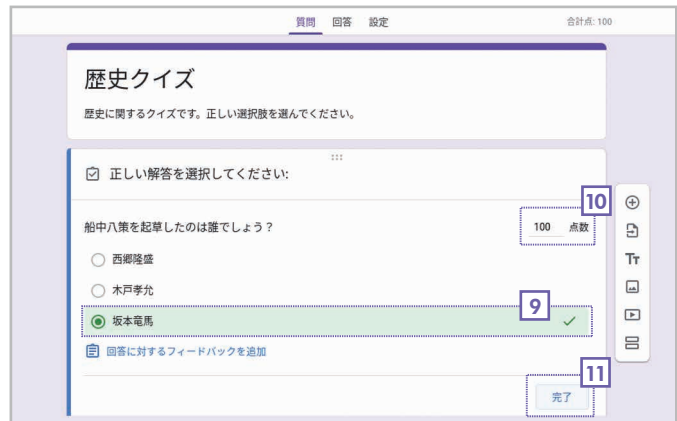 質問 回答 設定 合計点: 100
歴史クイズ
歴史に関するクイズです。正しい選択肢を選んでください。
正しい解答を選択してください:
10
船中八策を起草したのは誰でしょう？ 100 点数
西郷隆盛
木戸孝允
9
坂本竜馬
回答に対するフィードバックを追加
11
完了
Tт